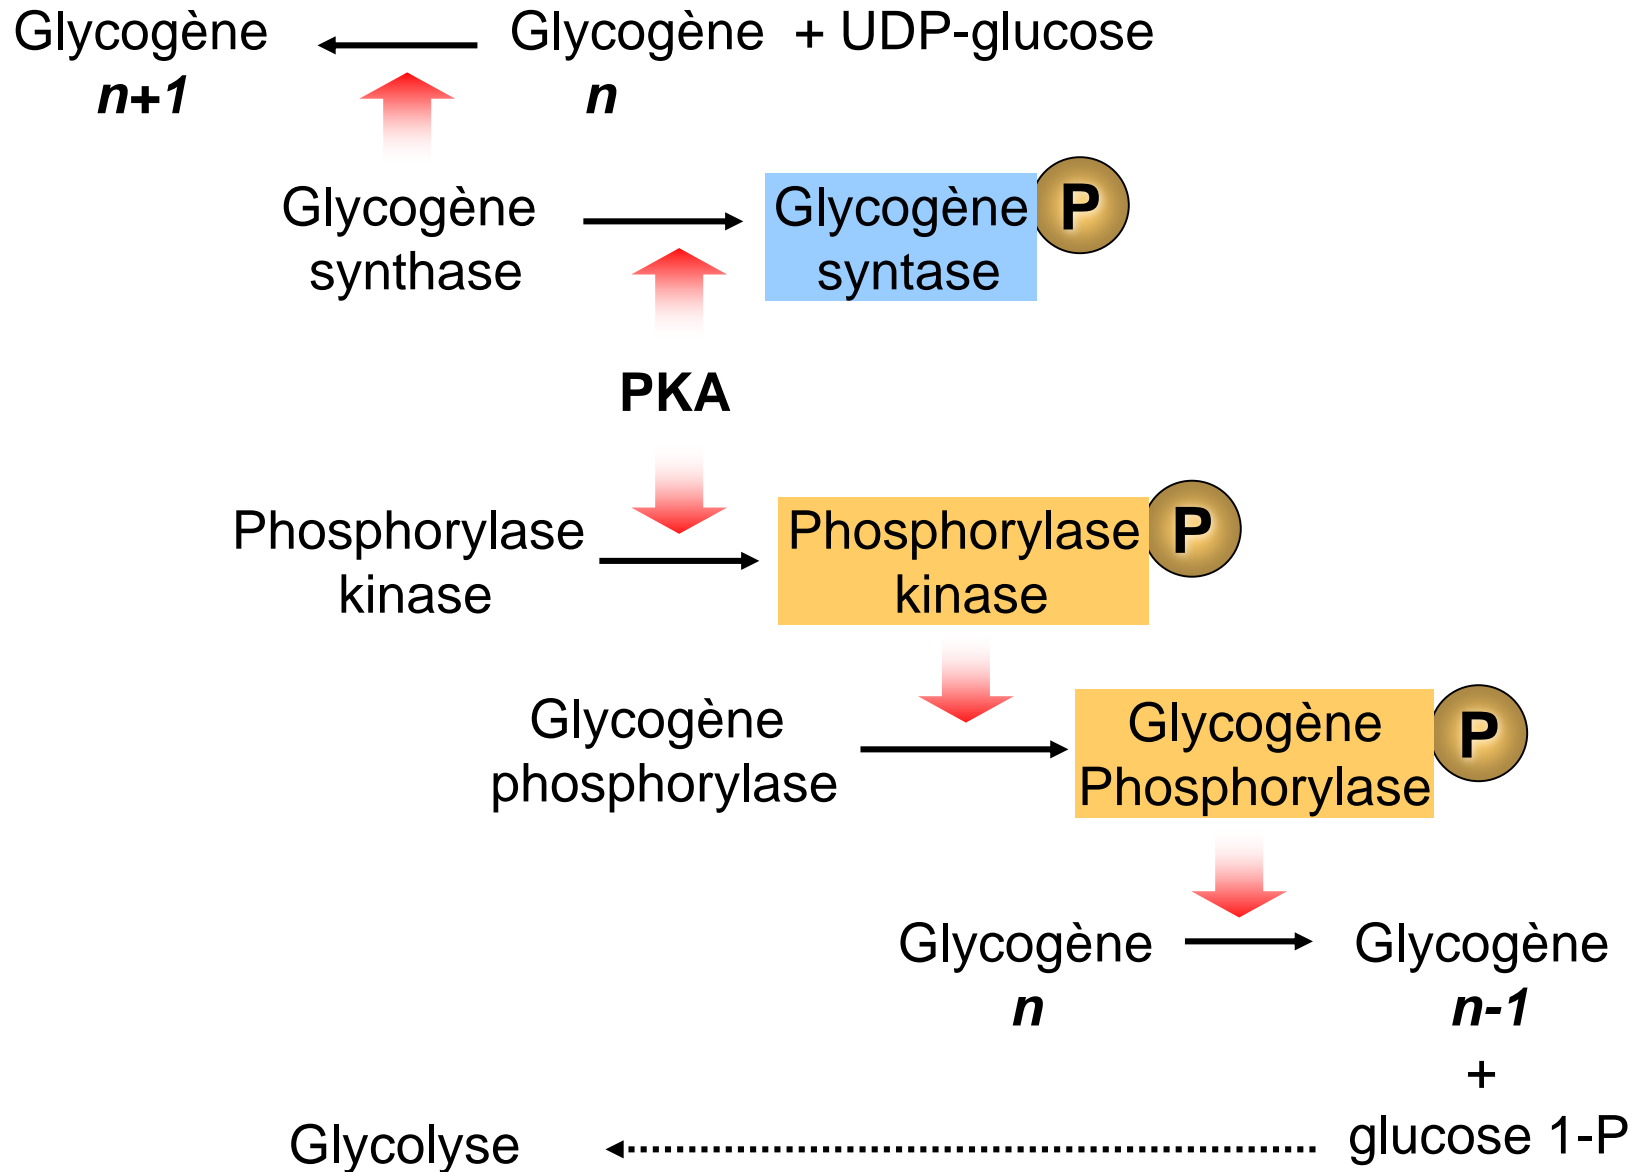 Glycogène
n+1
Glycogène + UDP-glucose
n
Glycogène
synthase
Glycogène
syntase
P
PKA
Phosphorylase
kinase
Phosphorylase
kinase
P
Glycogène
phosphorylase
Glycogène
Phosphorylase
P
Glycogène
n
Glycogène
n-1
+
glucose 1-P
Glycolyse